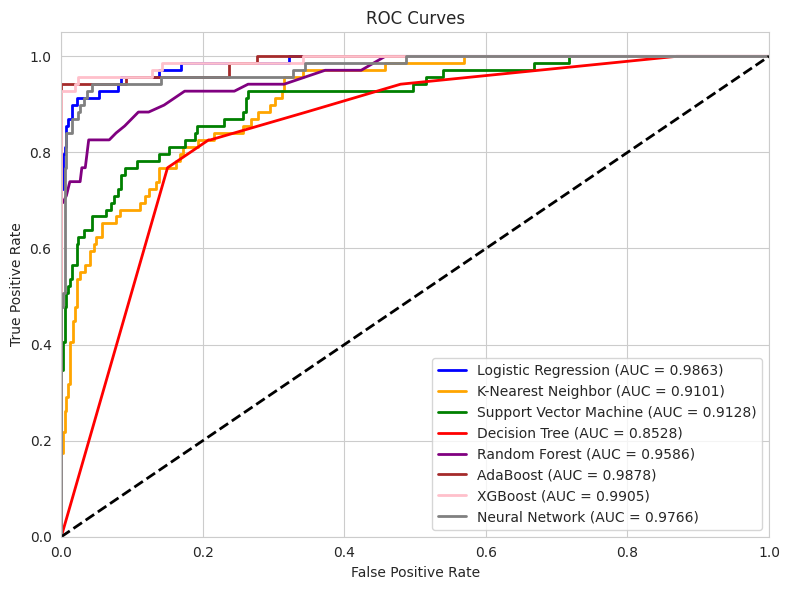 ROC Curves
1.0
0.8
0.6
0.4
0.2
0.0
True Positive Rate
0.0 0.2 0.4 0.6 0.8 1.0
False Positive Rate
Logistic Regression (AUC = 0.9863)
K-Nearest Neighbor (AUC = 0.9101)
Support Vector Machine (AUC = 0.9128)
Decision Tree (AUC = 0.8528)
Random Forest (AUC = 0.9586)
AdaBoost (AUC = 0.9878)
XGBoost (AUC = 0.9905)
Neural Network (AUC = 0.9766)